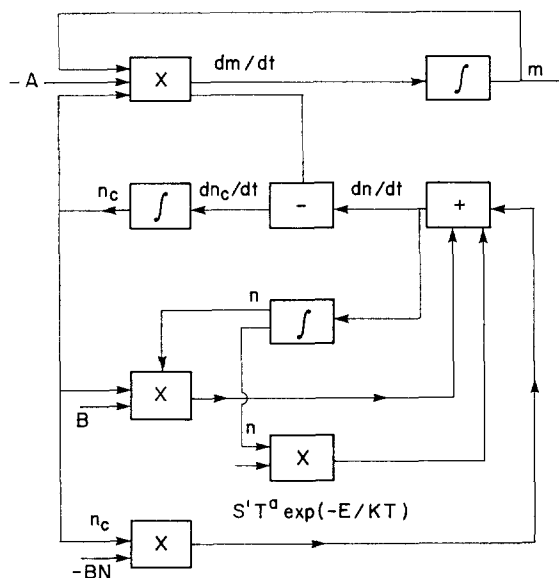 dm/dt
-A
X
∫
m
n_c
dn_c/dt
dn/dt
∫
-
+
n
∫
X
B
n
X
S'T^a exp(-E/KT)
n_c
X
-BN